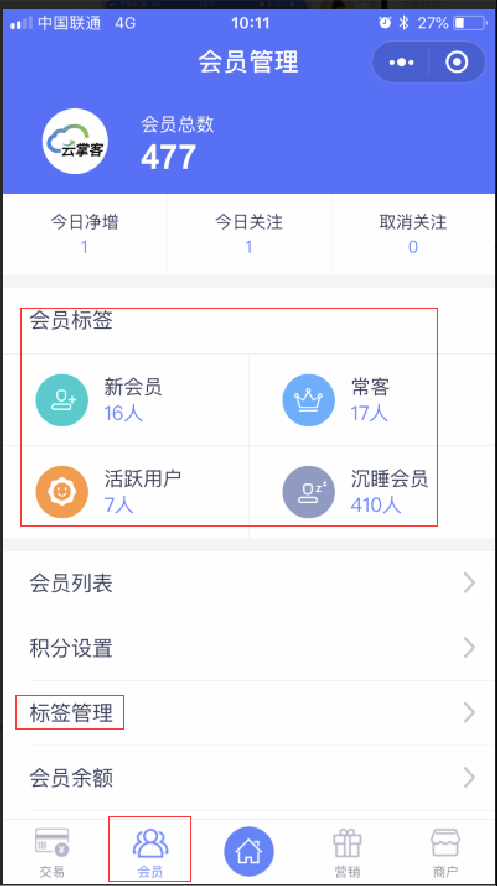 中国联通 4G 10:11 27%
会员管理
云掌客
会员总数
477
今日净增 今日关注 取消关注
1 1 0
会员标签
新会员 常客
16人 17人
活跃用户 沉睡会员
7人 410人
会员列表
积分设置
标签管理
会员余额
交易 会员 营销 商户